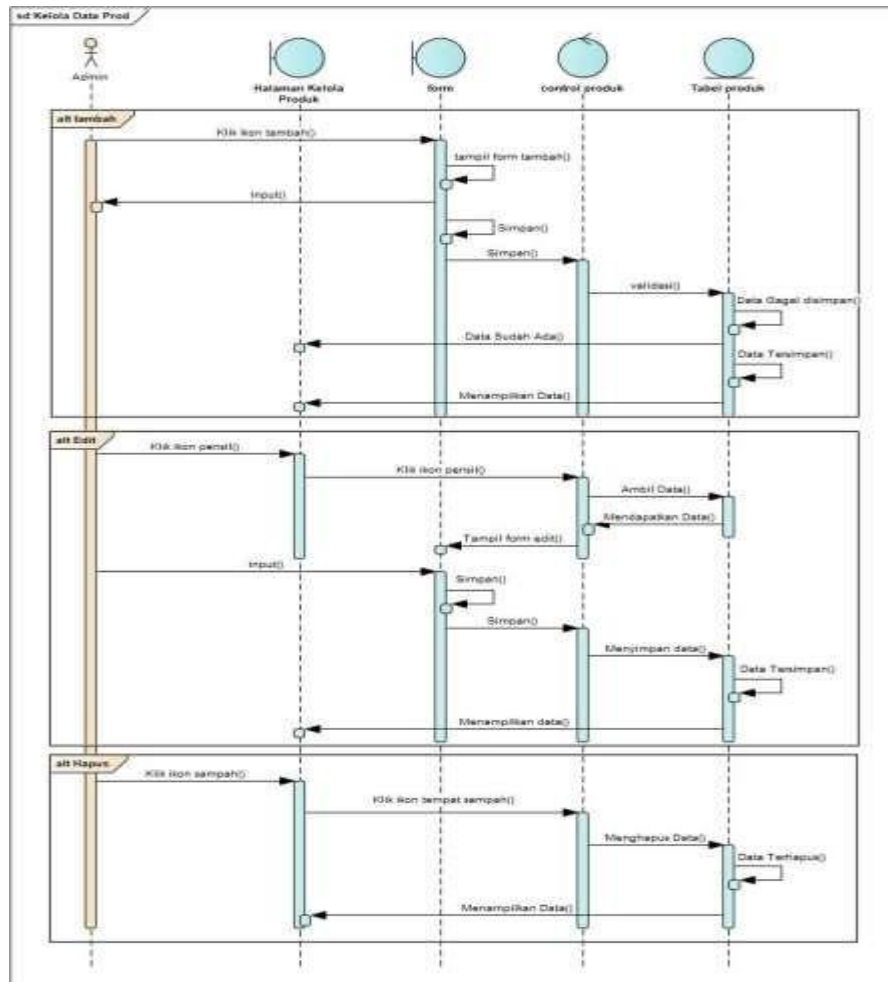 sd Kelola Data Prod
Admin
Halaman Kelola
Produk
form
control produk
Tabel produk
alt tambah
Klik ikon tambah()
tampil form tambah()
Input()
Simpan()
Simpan()
validasi()
Data Gagal disimpan()
Data Sudah Ada()
Data Tersimpan()
Menampilkan Data()
alt Edit
Klik ikon pensil()
Klik ikon pensil()
Ambil Data()
Mendapatkan Data()
Tampil form edit()
Input()
Simpan()
Simpan()
Menyimpan data()
Data Tersimpan()
Menampilkan data()
alt Hapus
Klik ikon sampah()
Klik ikon tempat sampah()
Menghapus Data()
Data Terhapus()
Menampilkan Data()